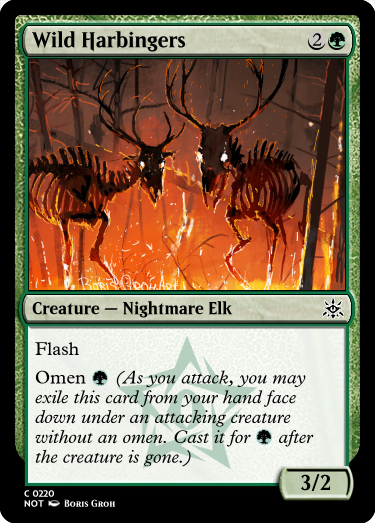 Wild Harbingers 2
Creature — Nightmare Elk
Flash
Omen (As you attack, you may
exile this card from your hand face
down under an attacking creature
without an omen. Cast it for after
the creature is gone.)
3/2
C 0220
NOT Boris Groh